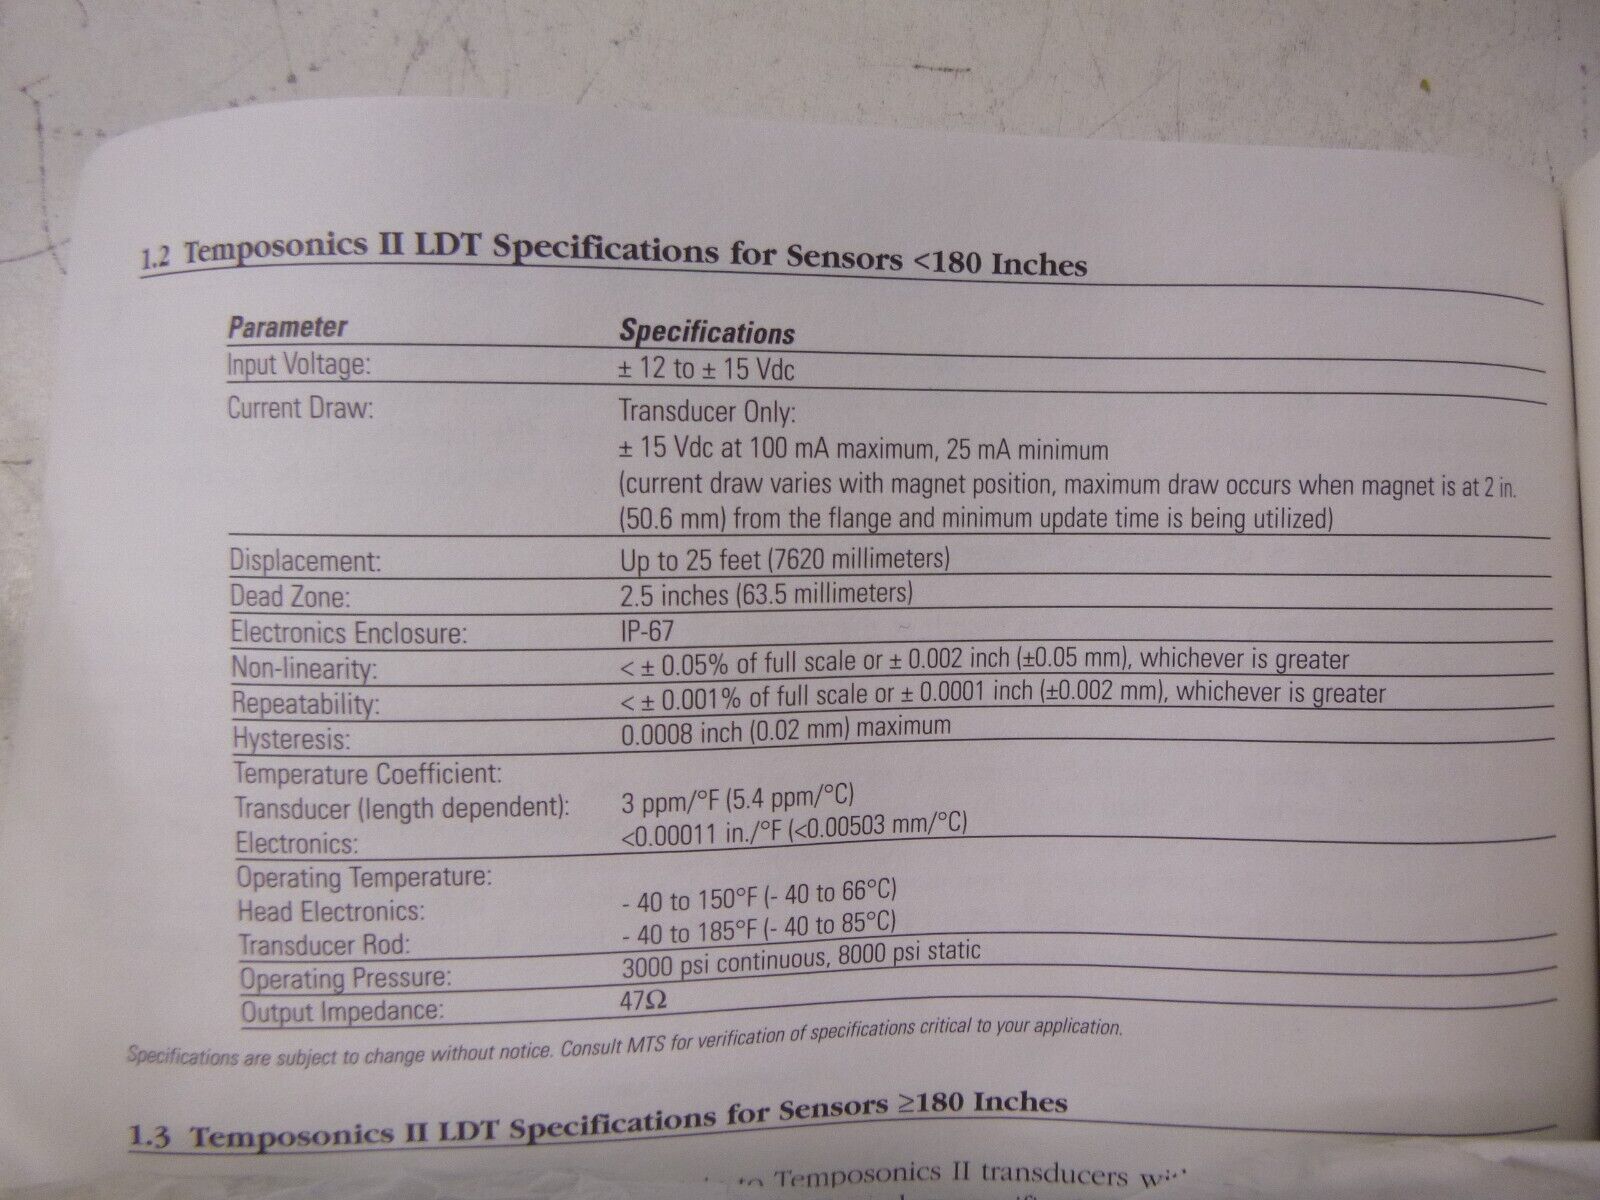 1.2 Temposonics II LDT Specifications for Sensors <180 Inches
Parameter Specifications
Input Voltage: ± 12 to ± 15 Vdc
Current Draw: Transducer Only:
± 15 Vdc at 100 mA maximum, 25 mA minimum
(current draw varies with magnet position, maximum draw occurs when magnet is at 2 in.
(50.6 mm) from the flange and minimum update time is being utilized)
Displacement: Up to 25 feet (7620 millimeters)
Dead Zone: 2.5 inches (63.5 millimeters)
Electronics Enclosure: IP-67
Non-linearity: < ± 0.05% of full scale or ± 0.002 inch (±0.05 mm), whichever is greater
Repeatability: < ± 0.001% of full scale or ± 0.0001 inch (±0.002 mm), whichever is greater
Hysteresis: 0.0008 inch (0.02 mm) maximum
Temperature Coefficient:
Transducer (length dependent): 3 ppm/°F (5.4 ppm/°C)
Electronics: <0.00011 in./°F (<0.00503 mm/°C)
Operating Temperature:
Head Electronics: - 40 to 150°F (- 40 to 66°C)
Transducer Rod: - 40 to 185°F (- 40 to 85°C)
Operating Pressure: 3000 psi continuous, 8000 psi static
Output Impedance: 47Ω
Specifications are subject to change without notice. Consult MTS for verification of specifications critical to your application.
1.3 Temposonics II LDT Specifications for Sensors ≥180 Inches
Temposonics II transducers